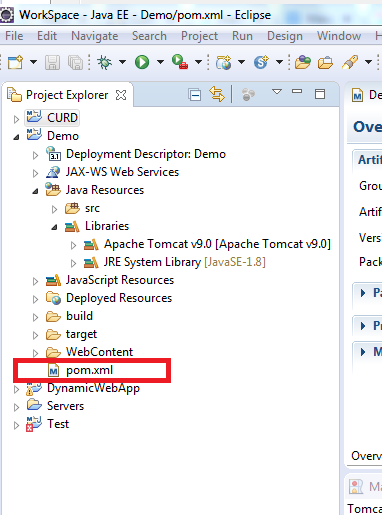 WorkSpace - Java EE - Demo/pom.xml - Eclipse
File Edit Navigate Search Project Run Design Window H
Project Explorer
CURD
Demo
Deployment Descriptor: Demo
JAX-WS Web Services
Java Resources
src
Libraries
Apache Tomcat v9.0 [Apache Tomcat v9.0]
JRE System Library [JavaSE-1.8]
JavaScript Resources
Deployed Resources
build
target
WebContent
pom.xml
DynamicWebApp
Servers
Test
De
Ove
Artif
Grou
Artif
Vers
Pack
Pa
Pr
M
Overv
Ma
Tomca